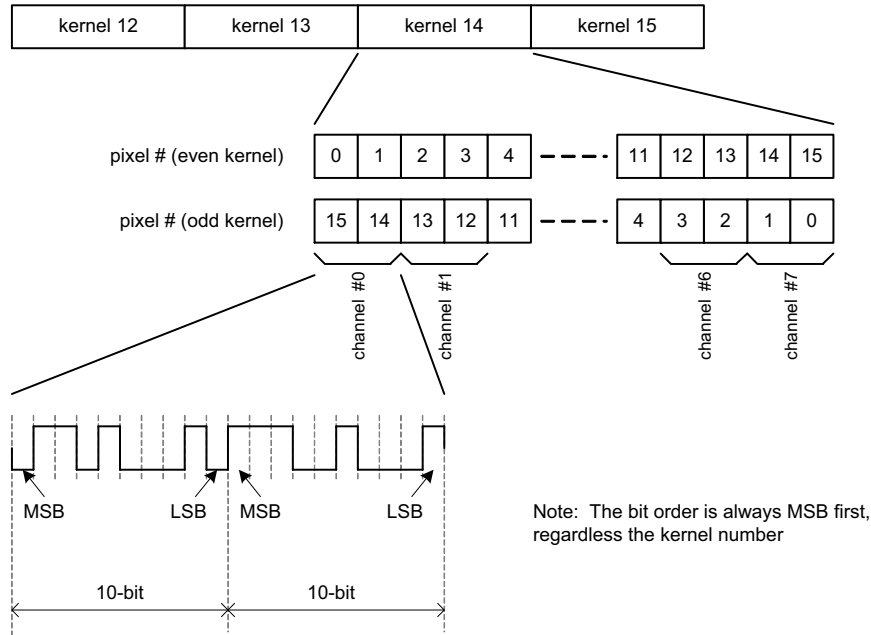 kernel 12 kernel 13 kernel 14 kernel 15
pixel # (even kernel) 0 1 2 3 4 11 12 13 14 15
pixel # (odd kernel) 15 14 13 12 11 4 3 2 1 0
channel #0 channel #1 channel #6 channel #7
MSB LSB MSB LSB
Note: The bit order is always MSB first,
regardless the kernel number
10-bit 10-bit